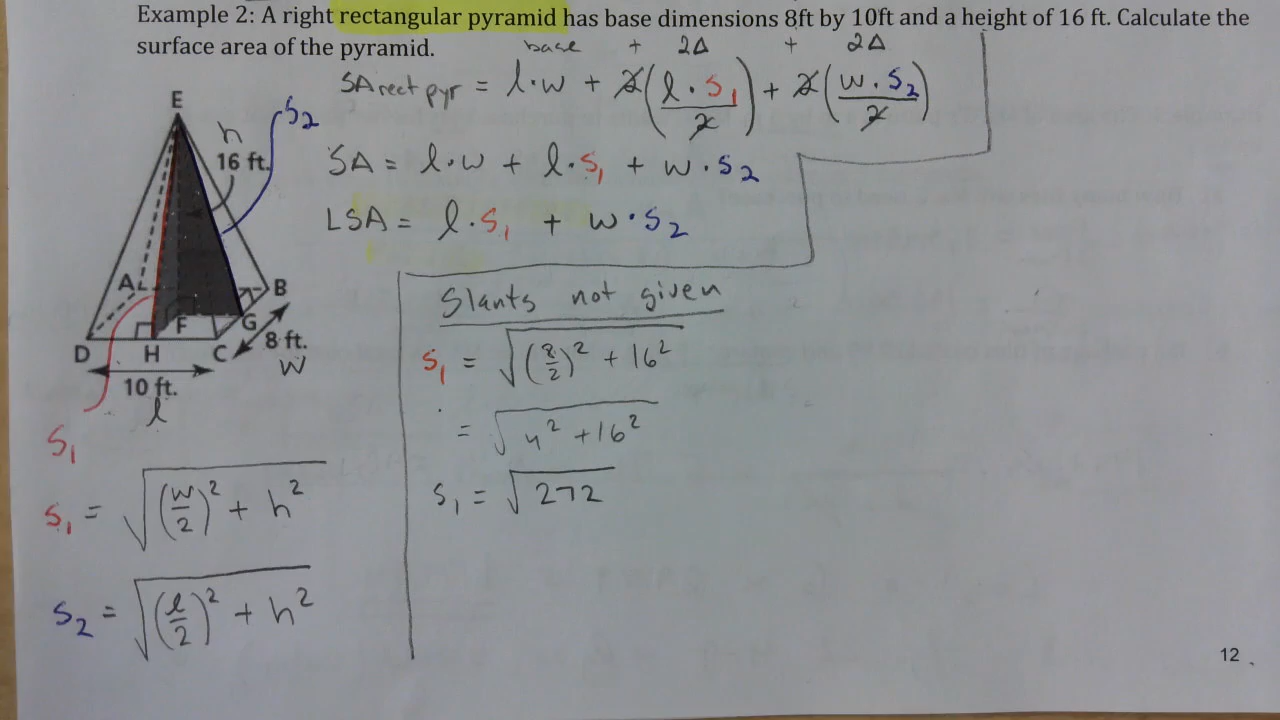 Example 2: A right rectangular pyramid has base dimensions 8ft by 10ft and a height of 16 ft. Calculate the
surface area of the pyramid.
base + 2Δ + 2Δ
SA rect pyr = l·w + 2(l·s₁/2) + 2(w·s₂/2)
SA = l·w + l·s₁ + w·s₂
LSA = l·s₁ + w·s₂
E
S₂
h
16 ft.
A
B
F
G
D
H
C
8 ft.
w
10 ft.
l
S₁
s₁ = √((w/2)² + h²)
s₂ = √((l/2)² + h²)
Slants not given
s₁ = √((8/2)² + 16²)
= √(4² + 16²)
s₁ = √272
12